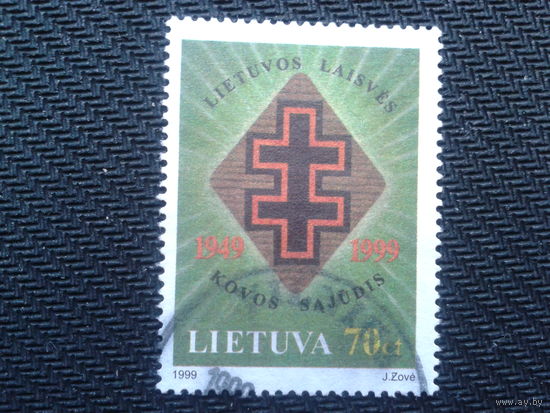 LIETUVOS LAISVĖS
1949 1999
KOVOS SĄJŪDIS
LIETUVA 70ct
1999 J.Zovė
www.ay.by